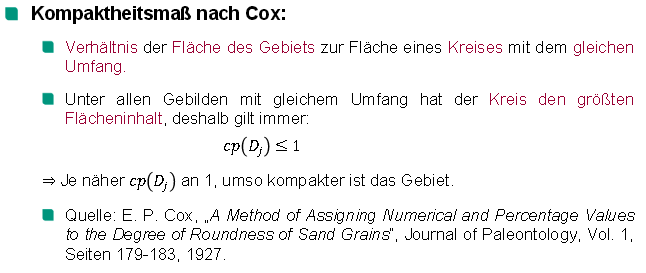 Kompaktheitsmaß nach Cox:
Verhältnis der Fläche des Gebiets zur Fläche eines Kreises mit dem gleichen
Umfang.
Unter allen Gebilden mit gleichem Umfang hat der Kreis den größten
Flächeninhalt, deshalb gilt immer:
cp(Dⱼ) ≤ 1
⇒ Je näher cp(Dⱼ) an 1, umso kompakter ist das Gebiet.
Quelle: E. P. Cox, „A Method of Assigning Numerical and Percentage Values
to the Degree of Roundness of Sand Grains“, Journal of Paleontology, Vol. 1,
Seiten 179-183, 1927.